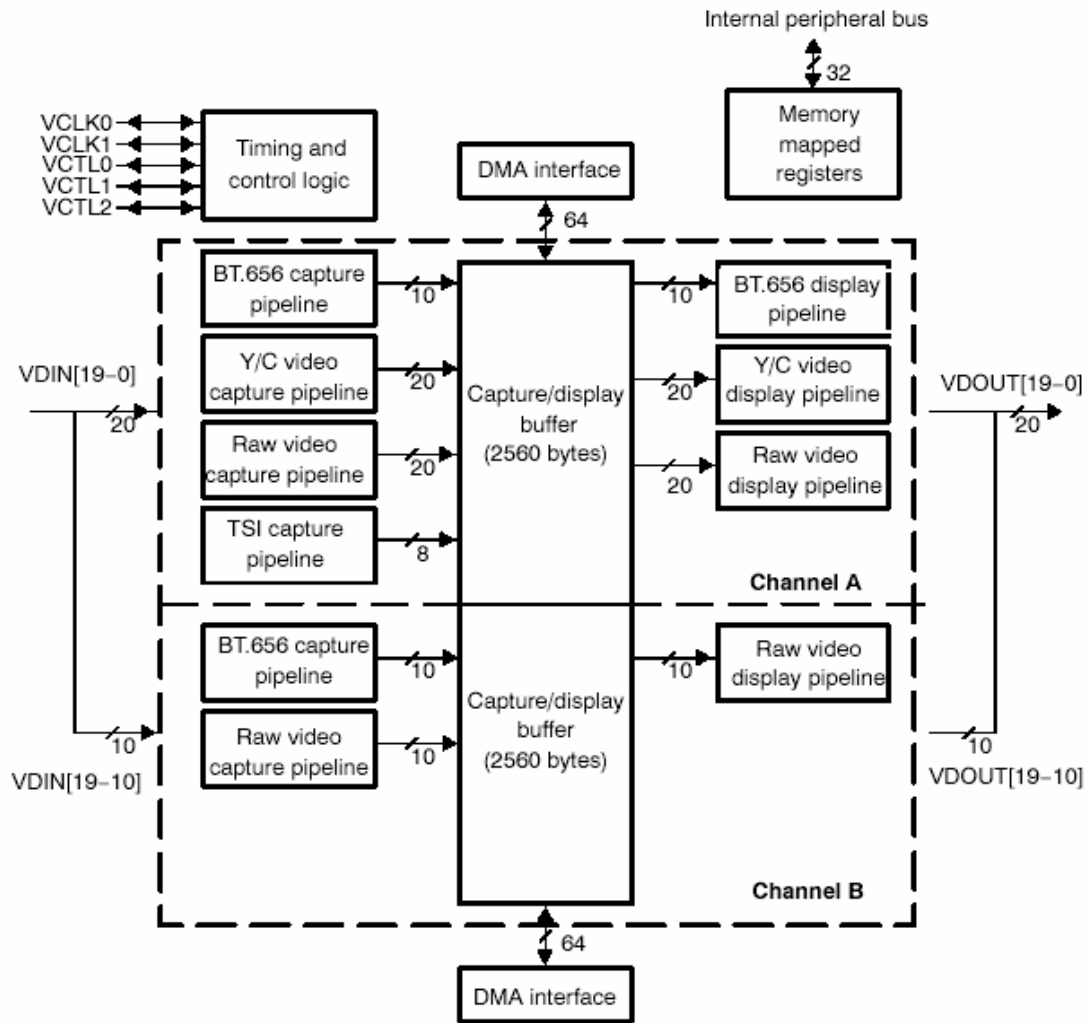 Internal peripheral bus
32
VCLK0
VCLK1
VCTL0
VCTL1
VCTL2
Timing and
control logic
DMA interface
64
Memory
mapped
registers
BT.656 capture
pipeline
10
Y/C video
capture pipeline
20
Raw video
capture pipeline
20
TSI capture
pipeline
8
VDIN[19–0]
20
Capture/display
buffer
(2560 bytes)
10
BT.656 display
pipeline
20
Y/C video
display pipeline
20
Raw video
display pipeline
VDOUT[19–0]
20
Channel A
BT.656 capture
pipeline
10
Raw video
capture pipeline
10
10
VDIN[19–10]
Capture/display
buffer
(2560 bytes)
10
Raw video
display pipeline
10
VDOUT[19–10]
Channel B
64
DMA interface